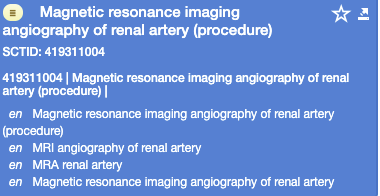 Magnetic resonance imaging
angiography of renal artery (procedure)
SCTID: 419311004
419311004 | Magnetic resonance imaging angiography of renal
artery (procedure) |
en Magnetic resonance imaging angiography of renal artery
(procedure)
en MRI angiography of renal artery
en MRA renal artery
en Magnetic resonance imaging angiography of renal artery